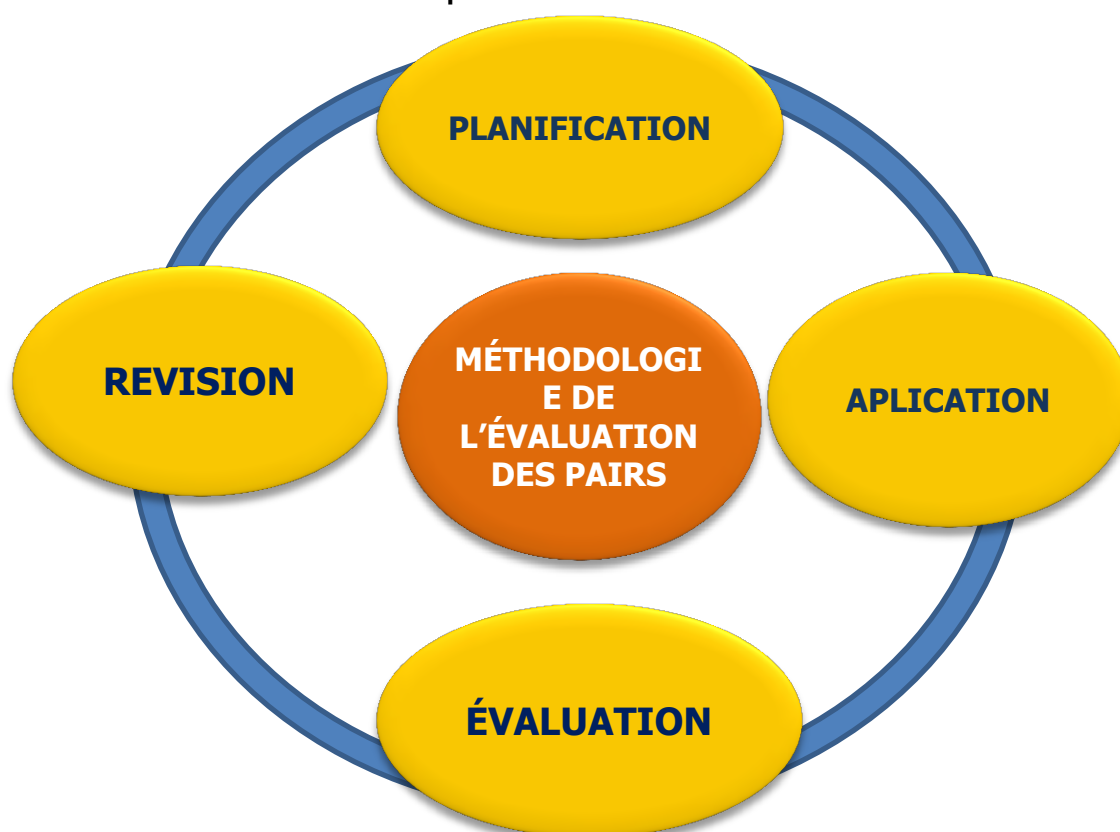 PLANIFICATION
REVISION
MÉTHODOLOGI
E DE
L'ÉVALUATION
DES PAIRS
APLICATION
ÉVALUATION